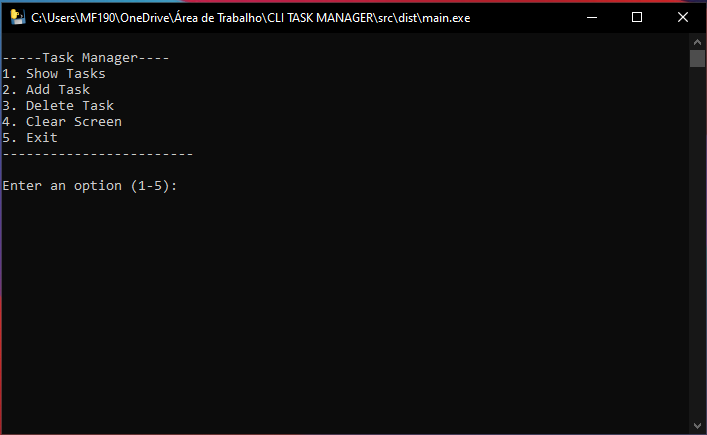 C:\Users\MF190\OneDrive\Área de Trabalho\CLI TASK MANAGER\src\dist\main.exe
-----Task Manager----
1. Show Tasks
2. Add Task
3. Delete Task
4. Clear Screen
5. Exit
------------------------
Enter an option (1-5):